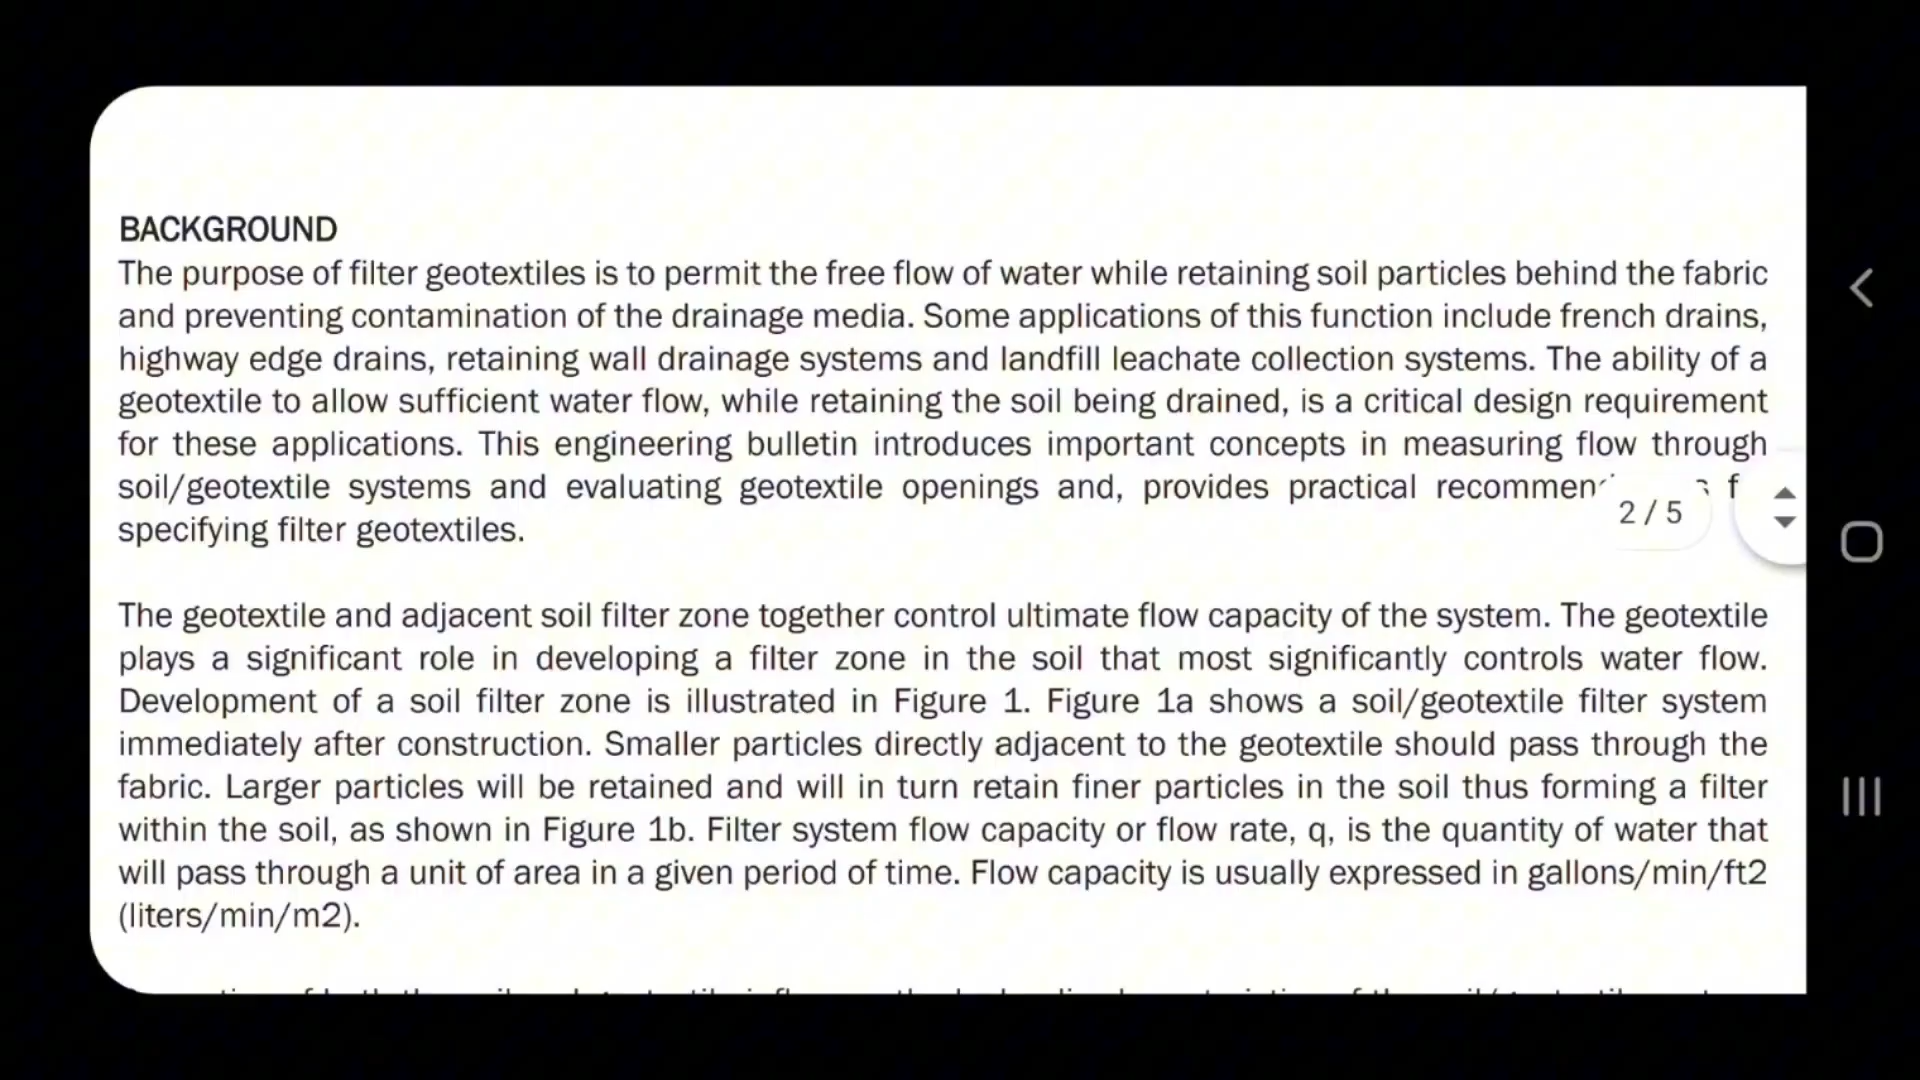 BACKGROUND
The purpose of filter geotextiles is to permit the free flow of water while retaining soil particles behind the fabric
and preventing contamination of the drainage media. Some applications of this function include french drains,
highway edge drains, retaining wall drainage systems and landfill leachate collection systems. The ability of a
geotextile to allow sufficient water flow, while retaining the soil being drained, is a critical design requirement
for these applications. This engineering bulletin introduces important concepts in measuring flow through
soil/geotextile systems and evaluating geotextile openings and, provides practical
2 / 5
specifying filter geotextiles.
The geotextile and adjacent soil filter zone together control ultimate flow capacity of the system. The geotextile
plays a significant role in developing a filter zone in the soil that most significantly controls water flow.
Development of a soil filter zone is illustrated in Figure 1. Figure 1a shows a soil/geotextile filter system
immediately after construction. Smaller particles directly adjacent to the geotextile should pass through the
fabric. Larger particles will be retained and will in turn retain finer particles in the soil thus forming a filter
within the soil, as shown in Figure 1b. Filter system flow capacity or flow rate, q, is the quantity of water that
will pass through a unit of area in a given period of time. Flow capacity is usually expressed in gallons/min/ft2
(liters/min/m2).